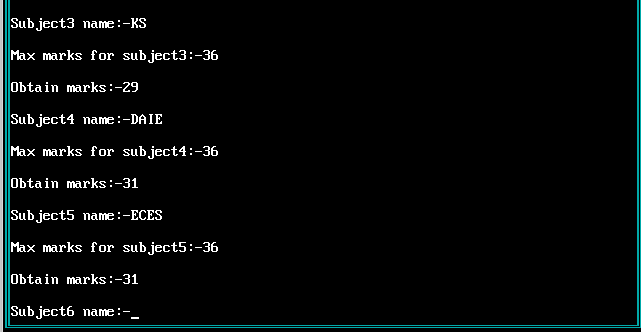 Subject3 name:-KS
Max marks for subject3:-36
Obtain marks:-29
Subject4 name:-DAIE
Max marks for subject4:-36
Obtain marks:-31
Subject5 name:-ECES
Max marks for subject5:-36
Obtain marks:-31
Subject6 name:-_